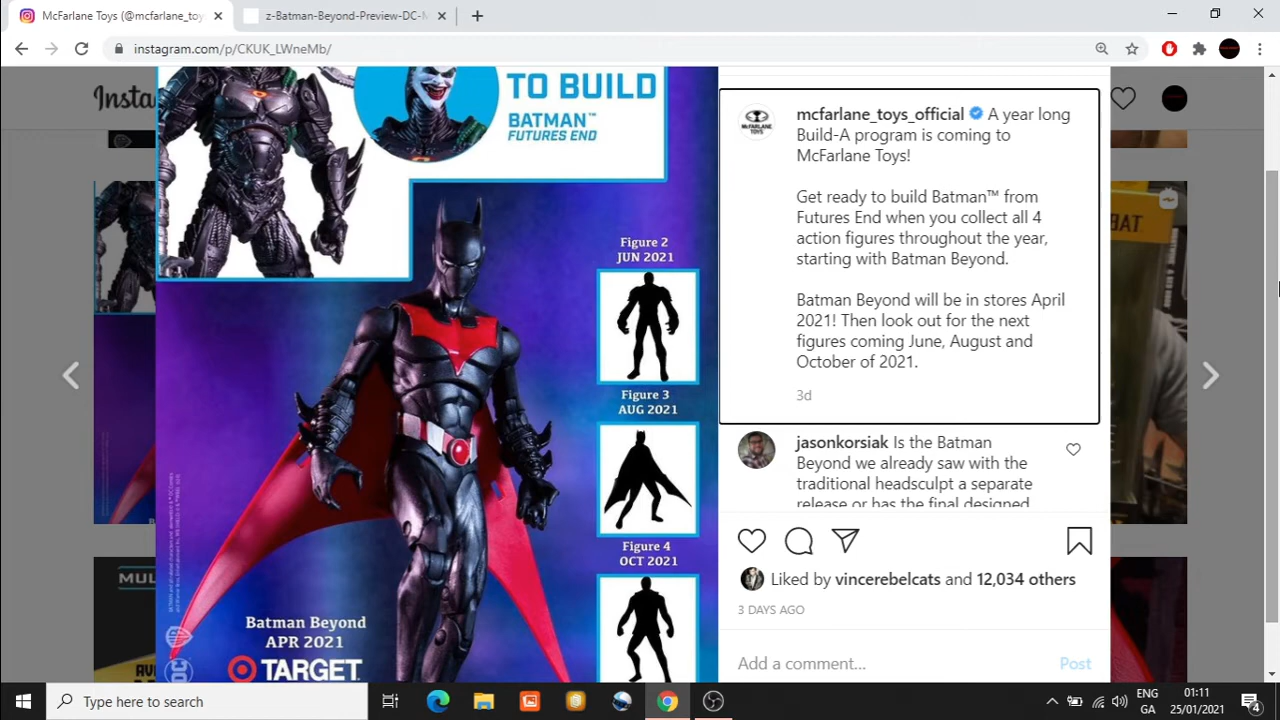 McFarlane Toys (@mcfarlane_toy
z-Batman-Beyond-Preview-DC-M
instagram.com/p/CKUK_LWneMb/
Insta
TO BUILD
BATMAN™
FUTURES END
Figure 2
JUN 2021
Figure 3
AUG 2021
Figure 4
OCT 2021
Batman Beyond
APR 2021
TARGET
mcfarlane_toys_official A year long
Build-A program is coming to
McFarlane Toys!
Get ready to build Batman™ from
Futures End when you collect all 4
action figures throughout the year,
starting with Batman Beyond.
Batman Beyond will be in stores April
2021! Then look out for the next
figures coming June, August and
October of 2021.
3d
jasonkorsiak Is the Batman
Beyond we already saw with the
traditional headsculpt a separate
release or has the final designed
Liked by vincerebelcats and 12,034 others
3 DAYS AGO
Add a comment...
Post
BAT
MUL
McFARLANE
TOYS
Type here to search
ENG
GA
01:11
25/01/2021
4